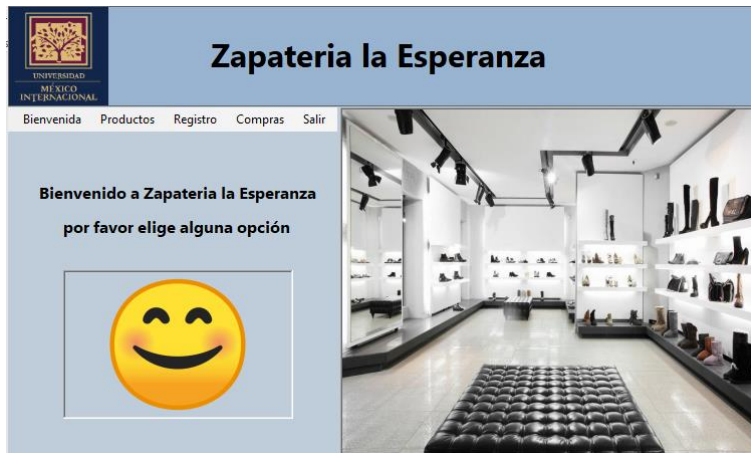 UNIVERSIDAD
MÉXICO
INTERNACIONAL
Zapateria la Esperanza
Bienvenida Productos Registro Compras Salir
Bienvenido a Zapateria la Esperanza
por favor elige alguna opción